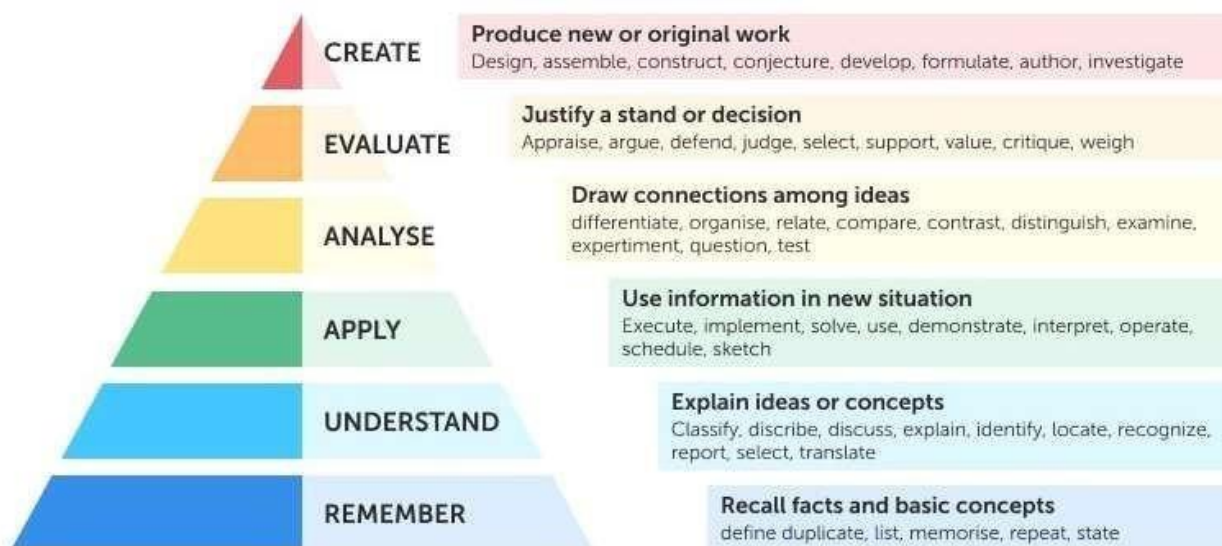 CREATE
Produce new or original work
Design, assemble, construct, conjecture, develop, formulate, author, investigate
EVALUATE
Justify a stand or decision
Appraise, argue, defend, judge, select, support, value, critique, weigh
ANALYSE
Draw connections among ideas
differentiate, organise, relate, compare, contrast, distinguish, examine,
expertiment, question, test
APPLY
Use information in new situation
Execute, implement, solve, use, demonstrate, interpret, operate,
schedule, sketch
UNDERSTAND
Explain ideas or concepts
Classify, discribe, discuss, explain, identify, locate, recognize,
report, select, translate
REMEMBER
Recall facts and basic concepts
define duplicate, list, memorise, repeat, state